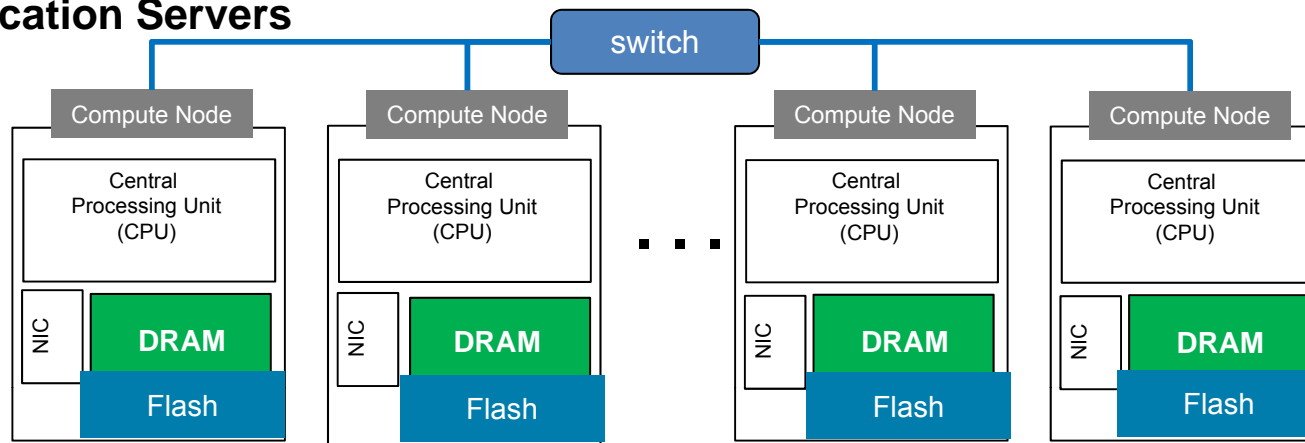 cation Servers
switch
Compute Node
Compute Node
Compute Node
Compute Node
Central
Processing Unit
(CPU)
Central
Processing Unit
(CPU)
Central
Processing Unit
(CPU)
Central
Processing Unit
(CPU)
. . .
NIC
DRAM
Flash
NIC
DRAM
Flash
NIC
DRAM
Flash
NIC
DRAM
Flash